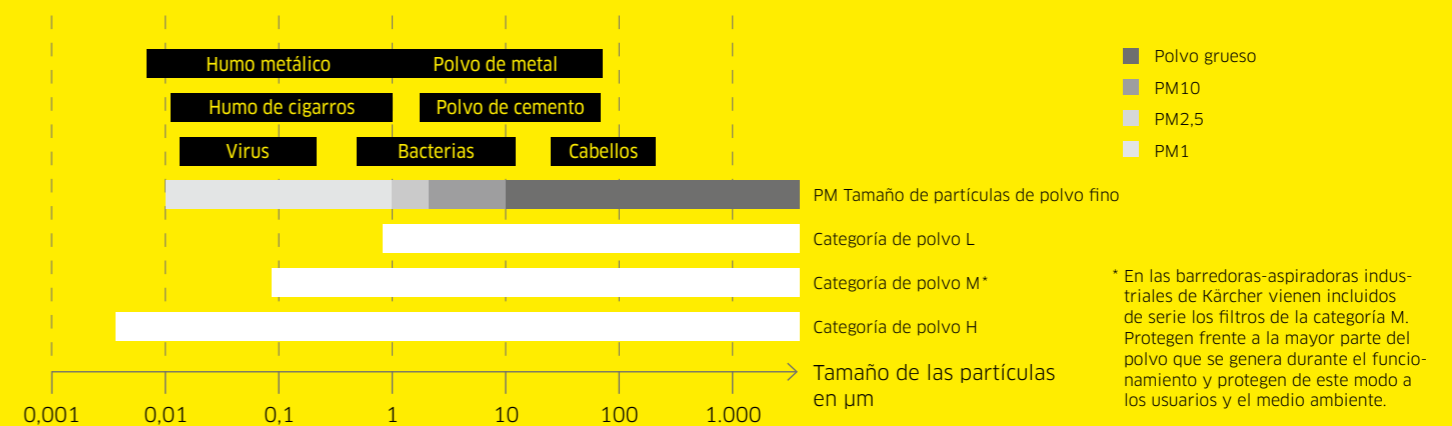 Humo metálico
Polvo de metal
Polvo grueso
PM10
Humo de cigarros
Polvo de cemento
PM2,5
Virus
Bacterias
Cabellos
PM1
PM Tamaño de partículas de polvo fino
Categoría de polvo L
Categoría de polvo M*
Categoría de polvo H
* En las barredoras-aspiradoras indus-
triales de Kärcher vienen incluidos
de serie los filtros de la categoría M.
Protegen frente a la mayor parte del
polvo que se genera durante el funcio-
namiento y protegen de este modo a
los usuarios y el medio ambiente.
Tamaño de las partículas
en µm
0,001
0,01
0,1
1
10
100
1.000